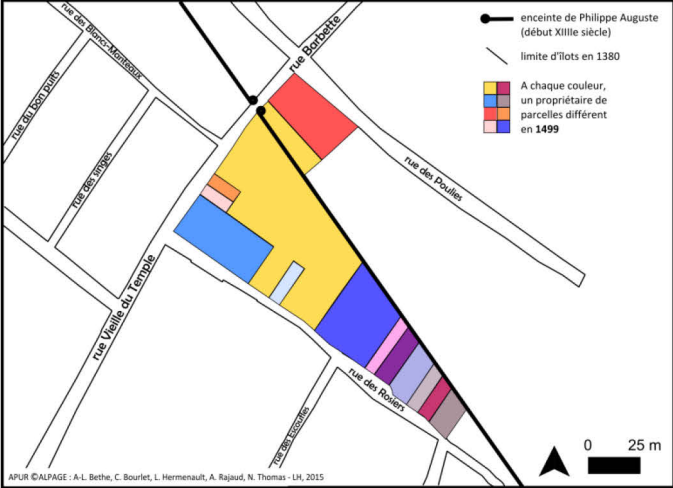 rue des Blancs-Manteaux
rue Barbette
enceinte de Philippe Auguste
(début XIIIIe siècle)
limite d'îlots en 1380
A chaque couleur,
un propriétaire de
parcelles différent
en 1499
rue du bon puits
rue des singes
rue des Poulies
rue Vieille du Temple
rue des Rosiers
rue des Escouffles
0 25 m
APUR ©ALPAGE : A-L. Bethe, C. Bourlet, L. Hermenault, A. Rajaud, N. Thomas - LH, 2015